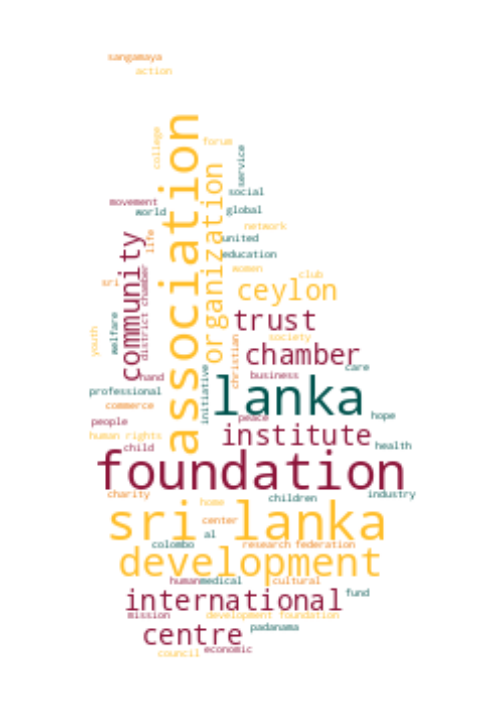 sangamaya
action
association
college
forum
service
organization
social
movement
world
global
network
community
united
life
education
women
district chamber
club
sri
ceylon
welfare
trust
youth
christian
society
chamber
care
hand
business
initiative
lanka
professional
commerce
peace
hope
people
institute
human rights
child
health
foundation
charity
children
industry
home
sri lanka
center
al
colombo
research
federation
development
human
medical
cultural
international
fund
mission
development foundation
padanama
centre
council
economic